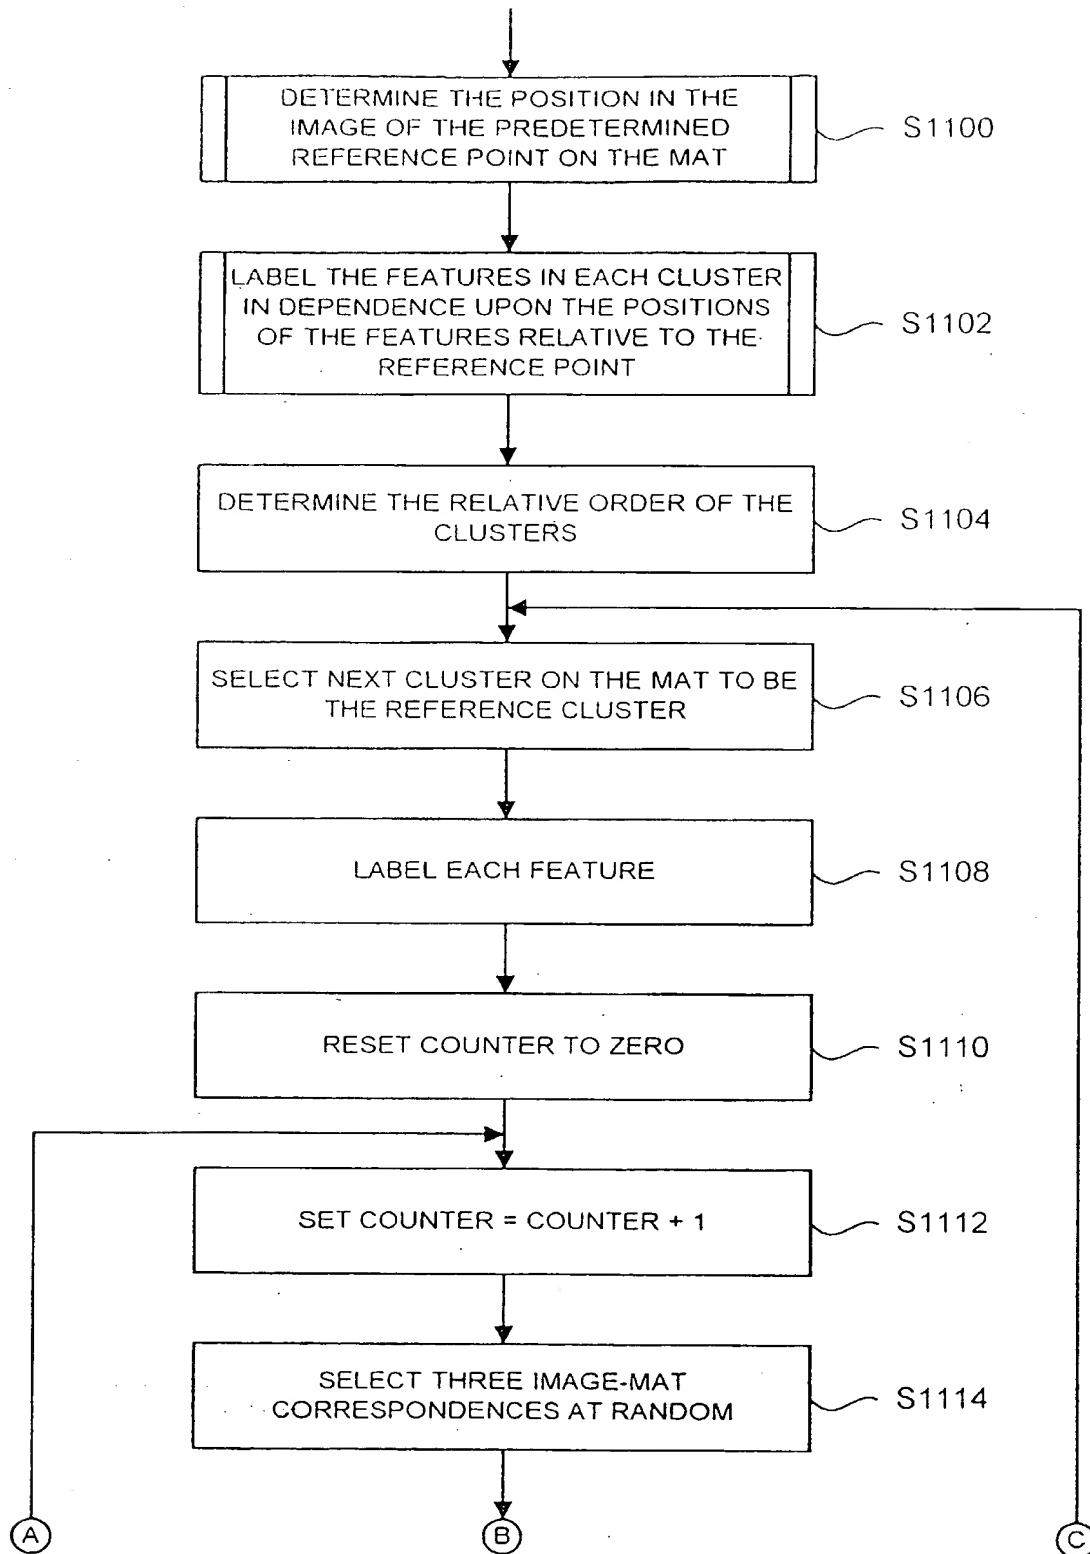 DETERMINE THE POSITION IN THE
IMAGE OF THE PREDETERMINED
REFERENCE POINT ON THE MAT
S1100
LABEL THE FEATURES IN EACH CLUSTER
IN DEPENDENCE UPON THE POSITIONS
OF THE FEATURES RELATIVE TO THE
REFERENCE POINT
S1102
DETERMINE THE RELATIVE ORDER OF THE
CLUSTERS
S1104
SELECT NEXT CLUSTER ON THE MAT TO BE
THE REFERENCE CLUSTER
S1106
LABEL EACH FEATURE
S1108
RESET COUNTER TO ZERO
S1110
SET COUNTER = COUNTER + 1
S1112
SELECT THREE IMAGE-MAT
CORRESPONDENCES AT RANDOM
S1114
A
B
C